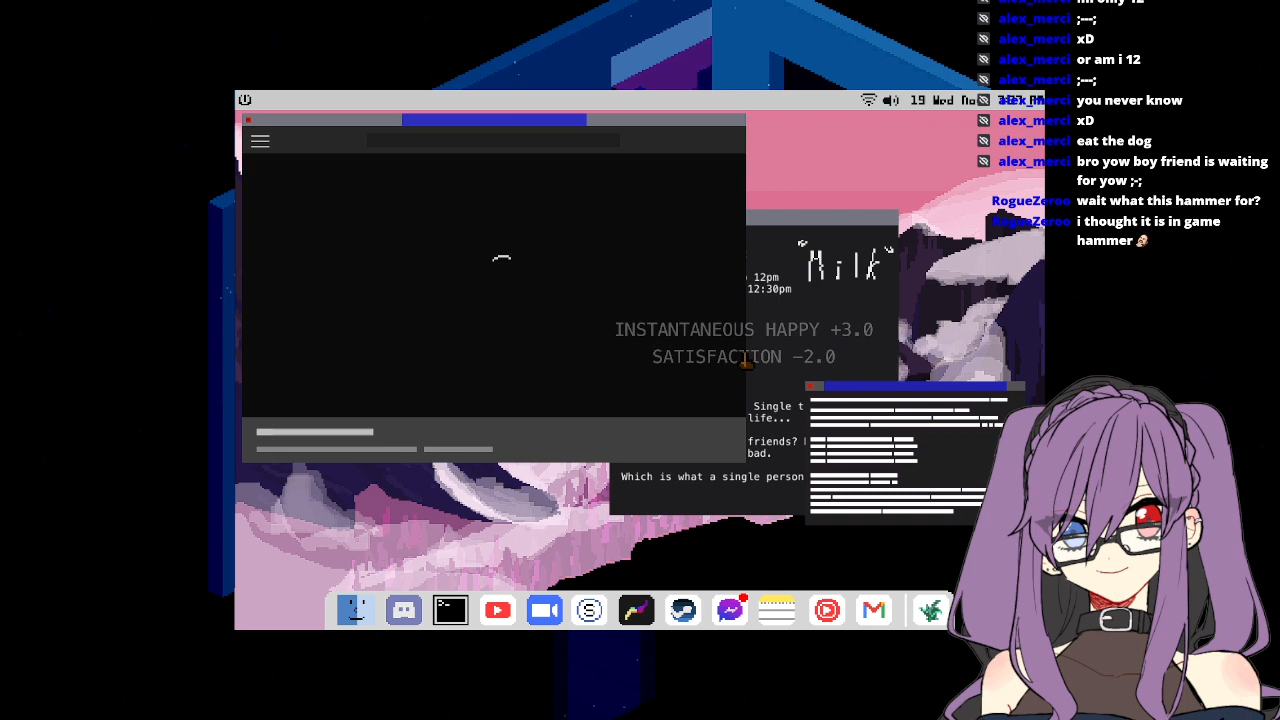 alex_merci ;---;
alex_merci xD
alex_merci or am i 12
alex_merci ;---;
19 Wed
alex_merci you never know
alex_merci xD
alex_merci eat the dog
alex_merci bro yow boy friend is waiting
for yow ;-;
RogueZeroo wait what this hammer for?
RogueZeroo i thought it is in game
hammer
"Milk"
12pm
12:30pm
INSTANTANEOUS HAPPY +3.0
SATISFACTION -2.0
Single t
life...
friends?
bad.
Which is what a single person